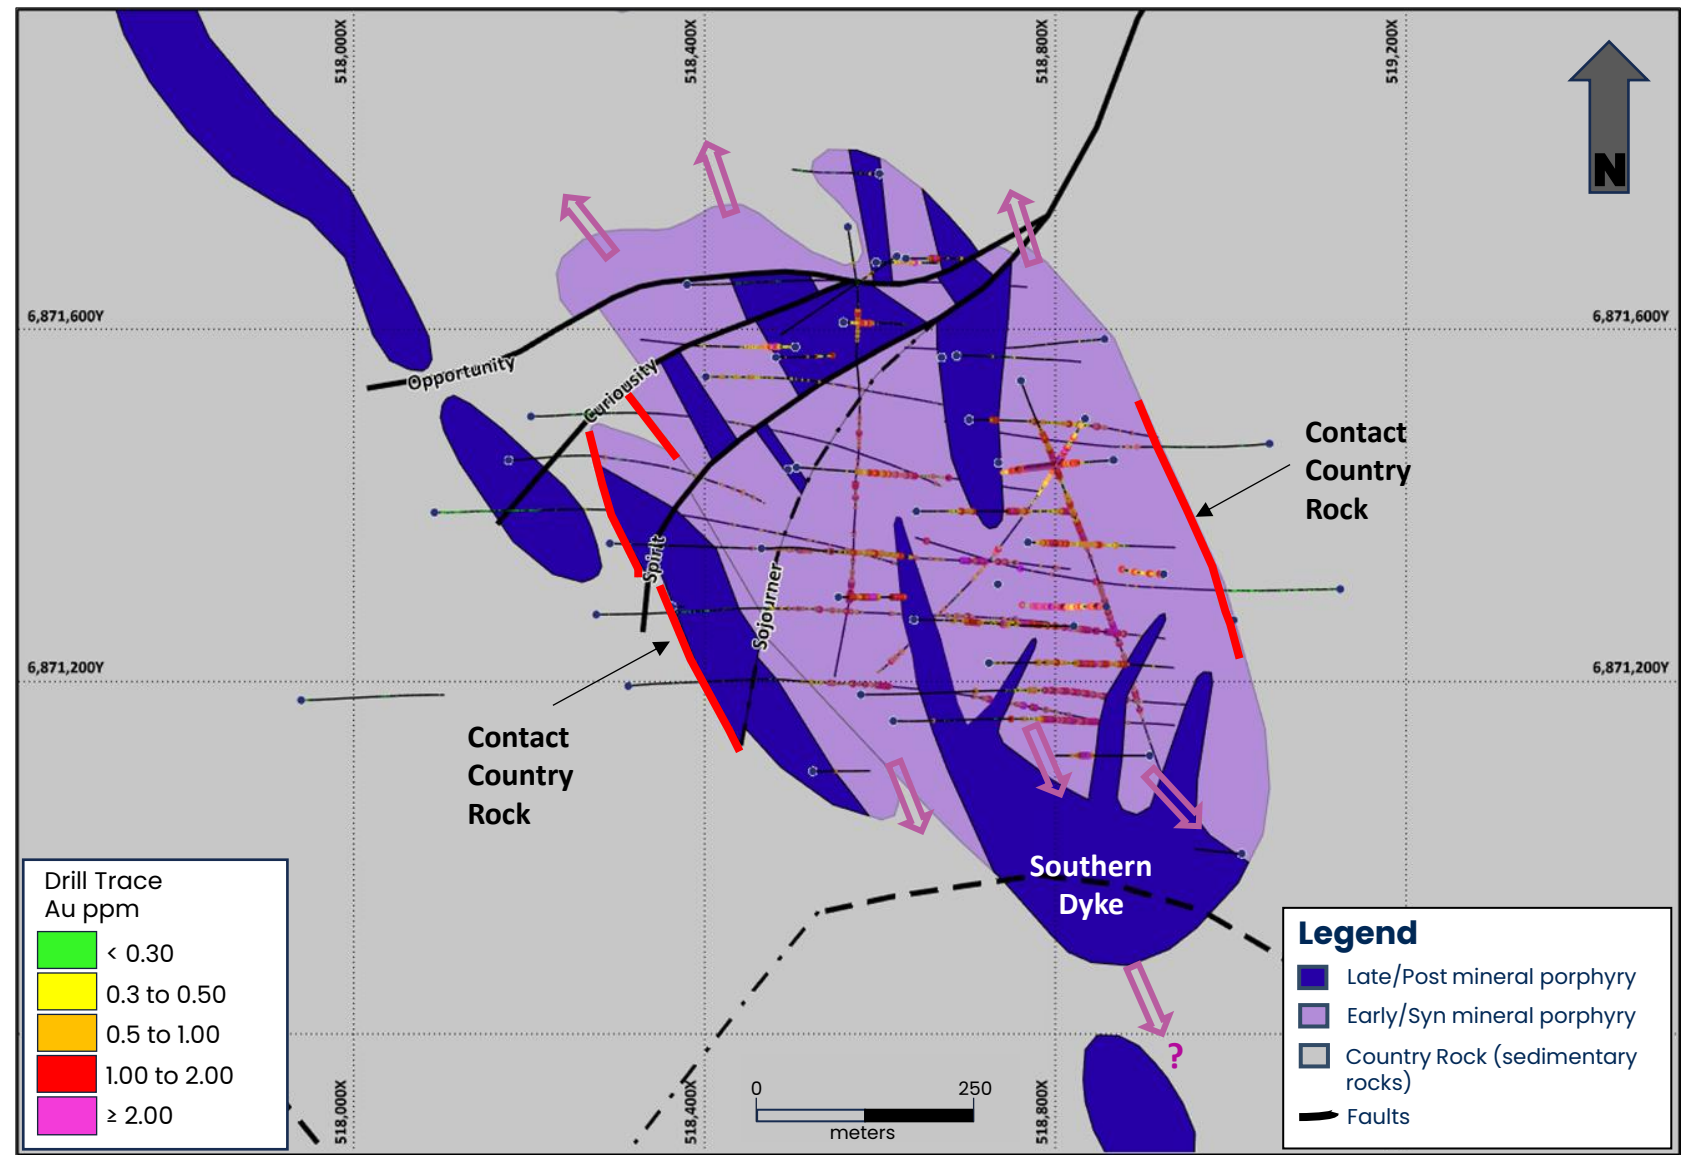 518,000X
518,400X
518,800X
519,200X
N
6,871,600Y
6,871,600Y
Opportunity
Curiousity
Contact
Country
Rock
Spirit
Sojourner
6,871,200Y
6,871,200Y
Contact
Country
Rock
Southern
Dyke
Drill Trace
Au ppm
< 0.30
0.3 to 0.50
0.5 to 1.00
1.00 to 2.00
≥ 2.00
?
0
250
meters
518,000X
518,400X
518,800X
Legend
Late/Post mineral porphyry
Early/Syn mineral porphyry
Country Rock (sedimentary
rocks)
Faults